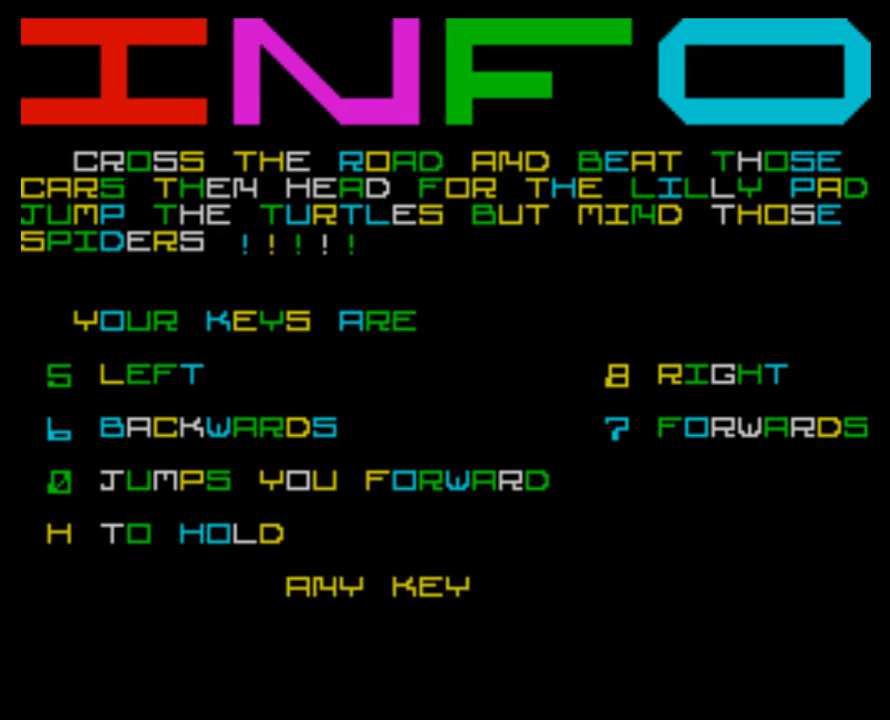 INFO
CROSS THE ROAD AND BEAT THOSE
CARS THEN HEAD FOR THE LILLY PAD
JUMP THE TURTLES BUT MIND THOSE
SPIDERS !!!!!
YOUR KEYS ARE
5 LEFT 8 RIGHT
6 BACKWARDS 7 FORWARDS
0 JUMPS YOU FORWARD
H TO HOLD
ANY KEY